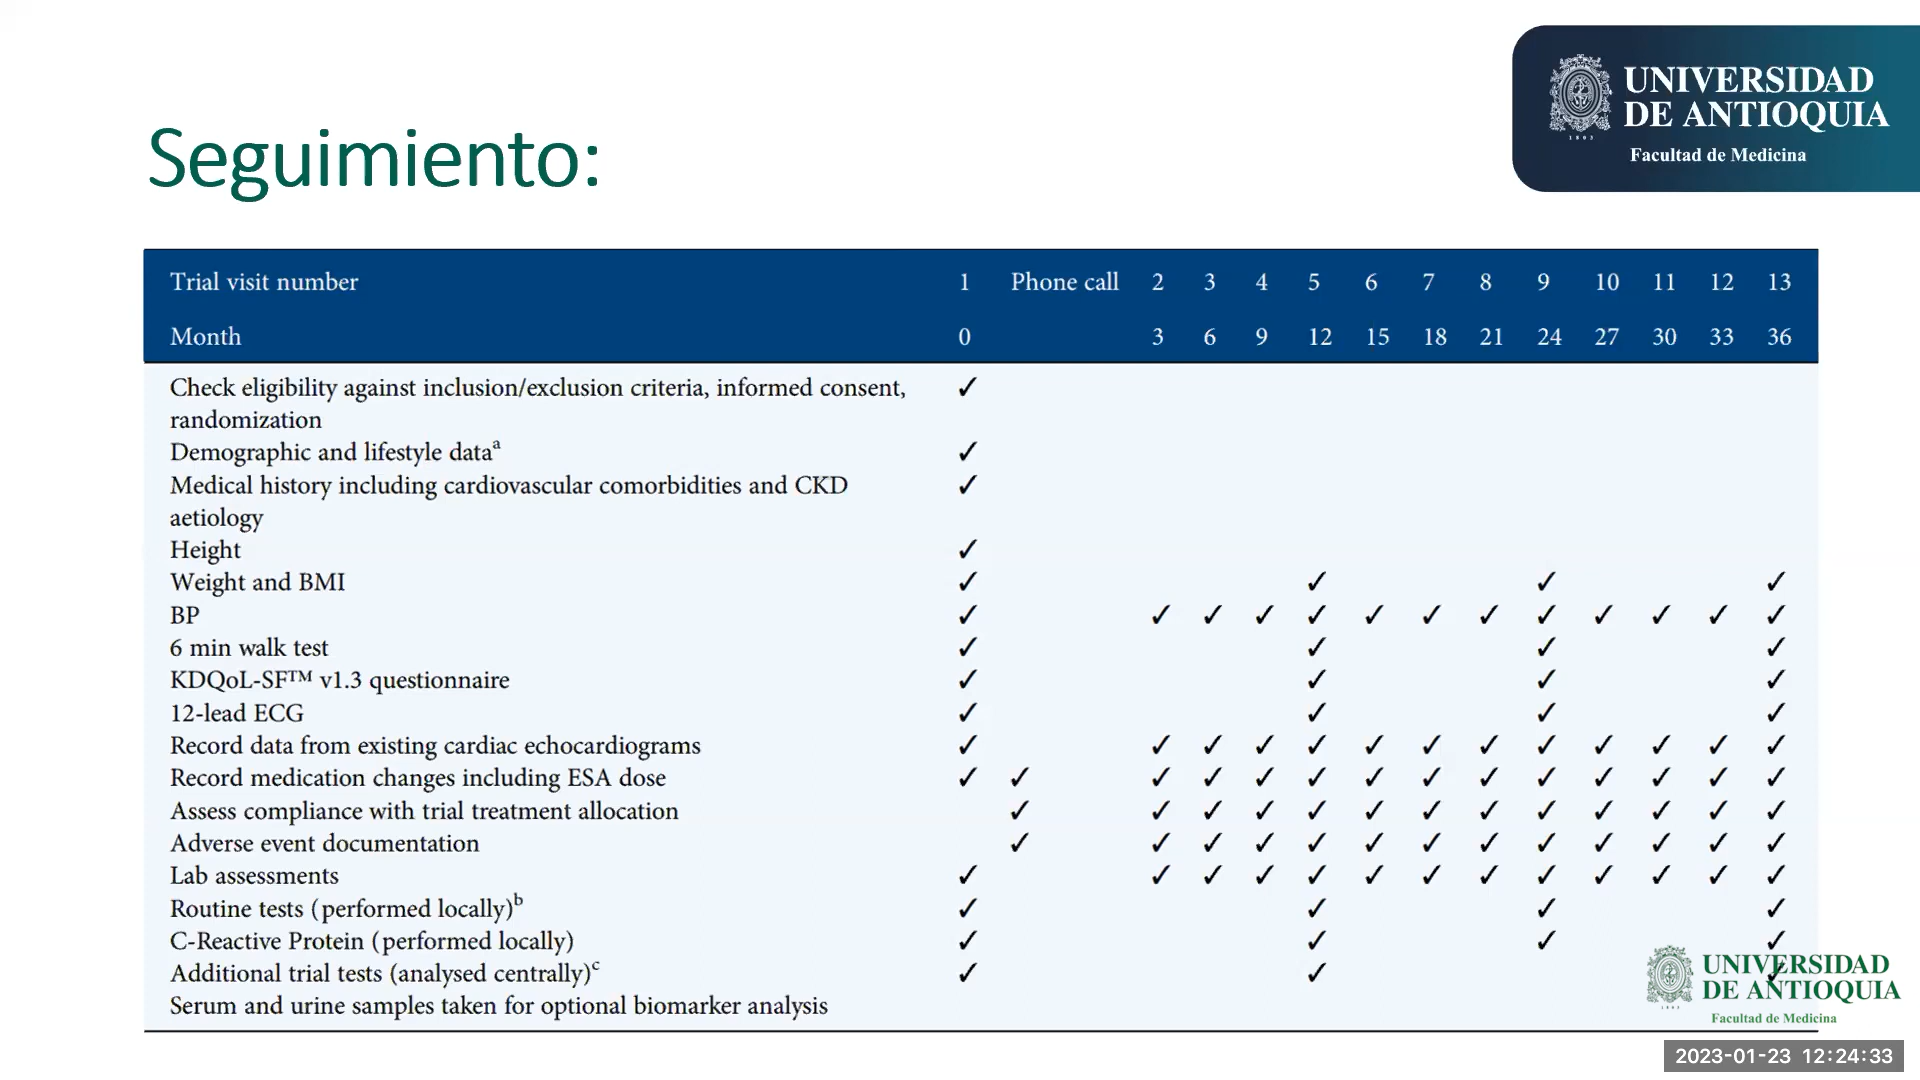 UNIVERSIDAD
DE ANTIOQUIA
1803
Facultad de Medicina
Seguimiento:
Trial visit number 1 Phone call 2 3 4 5 6 7 8 9 10 11 12 13
Month 0 3 6 9 12 15 18 21 24 27 30 33 36
Check eligibility against inclusion/exclusion criteria, informed consent, ✓
randomization
Demographic and lifestyle dataᵃ ✓
Medical history including cardiovascular comorbidities and CKD ✓
aetiology
Height ✓
Weight and BMI ✓ ✓ ✓ ✓
BP ✓ ✓ ✓ ✓ ✓ ✓ ✓ ✓ ✓ ✓ ✓ ✓ ✓
6 min walk test ✓ ✓ ✓ ✓
KDQoL-SF™ v1.3 questionnaire ✓ ✓ ✓ ✓
12-lead ECG ✓ ✓ ✓ ✓
Record data from existing cardiac echocardiograms ✓ ✓ ✓ ✓ ✓ ✓ ✓ ✓ ✓ ✓ ✓ ✓ ✓
Record medication changes including ESA dose ✓ ✓ ✓ ✓ ✓ ✓ ✓ ✓ ✓ ✓ ✓ ✓ ✓ ✓
Assess compliance with trial treatment allocation ✓ ✓ ✓ ✓ ✓ ✓ ✓ ✓ ✓ ✓ ✓ ✓ ✓
Adverse event documentation ✓ ✓ ✓ ✓ ✓ ✓ ✓ ✓ ✓ ✓ ✓ ✓ ✓
Lab assessments ✓ ✓ ✓ ✓ ✓ ✓ ✓ ✓ ✓ ✓ ✓ ✓ ✓
Routine tests (performed locally)ᵇ ✓ ✓ ✓ ✓
C-Reactive Protein (performed locally) ✓ ✓ ✓ ✓
Additional trial tests (analysed centrally)ᶜ ✓ ✓ ✓
Serum and urine samples taken for optional biomarker analysis
UNIVERSIDAD
DE ANTIOQUIA
Facultad de Medicina
2023-01-23 12:24:33